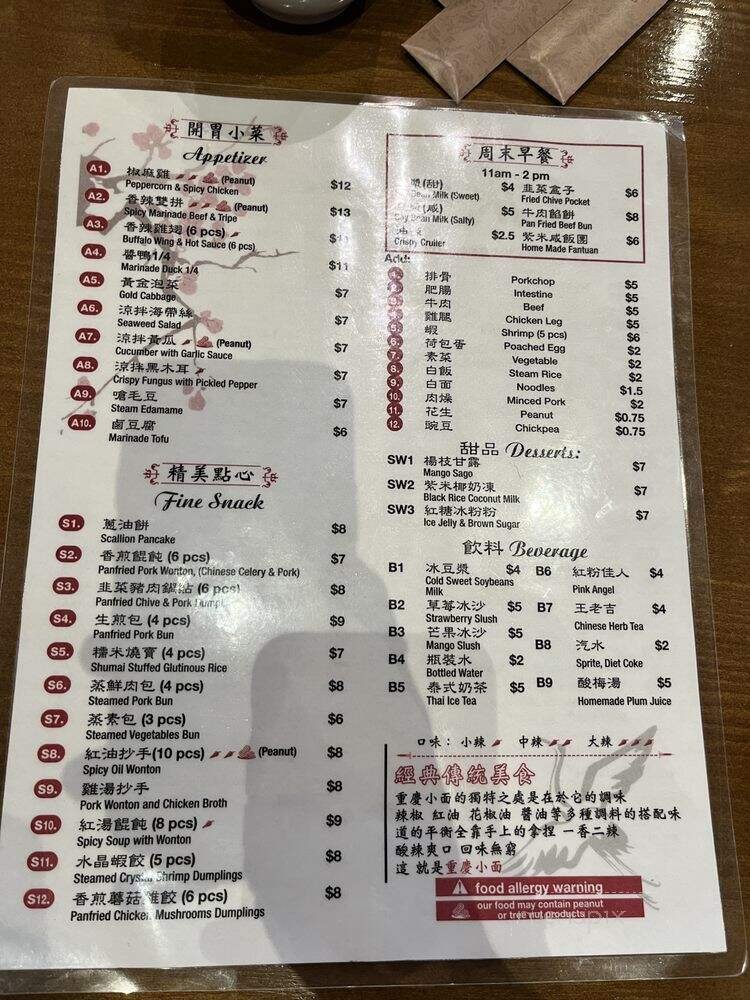 開胃小菜
Appetizer
A1. 椒麻雞 (Peanut) $12
Peppercorn & Spicy Chicken
A2. 香辣雙拼 (Peanut) $13
Spicy Marinade Beef & Tripe
A3. 香辣雞翅 (6 pcs)
Buffalo Wing & Hot Sauce (6 pcs)
A4. 醬鴨1/4 $11
Marinade Duck 1/4
A5. 黃金泡菜 $7
Gold Cabbage
A6. 涼拌海帶絲 $7
Seaweed Salad
A7. 涼拌黃瓜 (Peanut) $7
Cucumber with Garlic Sauce
A8. 涼拌黑木耳 $7
Crispy Fungus with Pickled Pepper
A9. 嗆毛豆 $7
Steam Edamame
A10. 鹵豆腐 $6
Marinade Tofu
精美點心
Fine Snack
S1. 蔥油餅 $8
Scallion Pancake
S2. 香煎餛飩 (6 pcs) $7
Panfried Pork Wonton, (Chinese Celery & Pork)
S3. 韭菜豬肉鍋貼 (6 pcs) $8
Panfried Chive & Pork Dumpl
S4. 生煎包 (4 pcs) $9
Panfried Pork Bun
S5. 糯米燒賣 (4 pcs) $7
Shumai Stuffed Glutinous Rice
S6. 蒸鮮肉包 (4 pcs) $8
Steamed Pork Bun
S7. 蒸素包 (3 pcs) $6
Steamed Vegetables Bun
S8. 紅油抄手(10 pcs) (Peanut) $8
Spicy Oil Wonton
S9. 雞湯抄手 $8
Pork Wonton and Chicken Broth
S10. 紅湯餛飩 (8 pcs) $9
Spicy Soup with Wonton
S11. 水晶蝦餃 (5 pcs) $8
Steamed Crystal Shrimp Dumplings
S12. 香煎蘑菇雞餃 (6 pcs) $8
Panfried Chicken Mushrooms Dumplings
周末早餐
11am - 2 pm
漿(甜) $4 韭菜盒子 $6
Bean Milk (Sweet) Fried Chive Pocket
(咸) $5 牛肉餡餅 $8
Soy Bean Milk (Salty) Pan Fried Beef Bun
$2.5 紫米咸飯團 $6
Crispy Cruller Home Made Fantuan
Add:
1. 排骨 Porkchop $5
2. 肥腸 Intestine $5
3. 牛肉 Beef $5
4. 雞腿 Chicken Leg $5
5. 蝦 Shrimp (5 pcs) $6
6. 荷包蛋 Poached Egg $2
7. 素菜 Vegetable $2
8. 白飯 Steam Rice $2
9. 白面 Noodles $1.5
10. 肉燥 Minced Pork $2
11. 花生 Peanut $0.75
12. 豌豆 Chickpea $0.75
甜品 Desserts:
SW1 楊枝甘露 $7
Mango Sago
SW2 紫米椰奶凍 $7
Black Rice Coconut Milk
SW3 紅糖冰粉粉 $7
Ice Jelly & Brown Sugar
飲料 Beverage
B1 冰豆漿 $4 B6 紅粉佳人 $4
Cold Sweet Soybeans Milk Pink Angel
B2 草莓冰沙 $5 B7 王老吉 $4
Strawberry Slush Chinese Herb Tea
B3 芒果冰沙 $5 B8 汽水 $2
Mango Slush Sprite, Diet Coke
B4 瓶裝水 $2
Bottled Water
B5 泰式奶茶 $5 B9 酸梅湯 $5
Thai Ice Tea Homemade Plum Juice
口味： 小辣 中辣 大辣
經典傳統美食
重慶小面的獨特之處是在於它的調味
辣椒 紅油 花椒油 醬油等多種調料的搭配味
道的平衡全靠手上的拿捏 一香二辣
酸辣爽口 回味無窮
這 就是重慶小面
food allergy warning
our food may contain peanut
or tree nut products